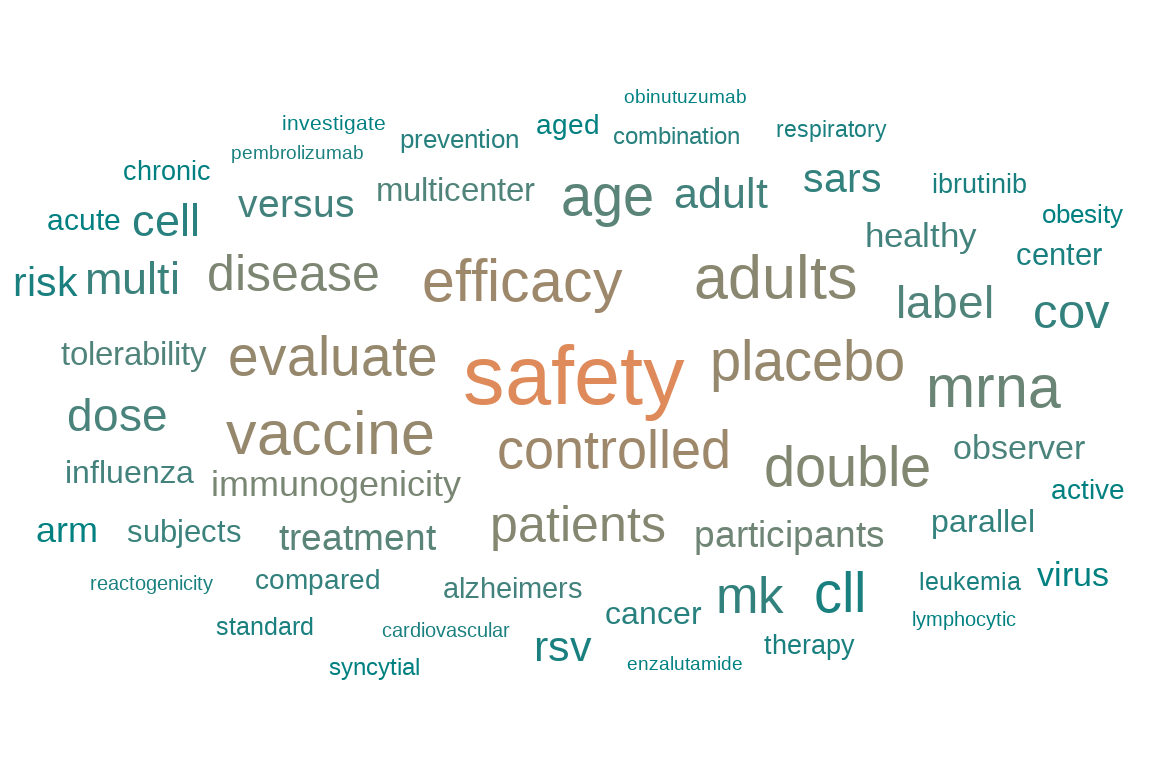 obinutuzumab
investigate
prevention
aged
combination
respiratory
pembrolizumab
chronic
versus
multicenter
age
adult
sars
ibrutinib
acute
cell
obesity
healthy
center
risk
multi
disease
efficacy
adults
label
cov
tolerability
evaluate
safety
placebo
mrna
dose
vaccine
controlled
double
observer
influenza
immunogenicity
active
arm
subjects
treatment
patients
participants
parallel
reactogenicity
compared
alzheimers
mk
cll
leukemia
virus
standard
cardiovascular
cancer
lymphocytic
rsv
therapy
syncytial
enzalutamide